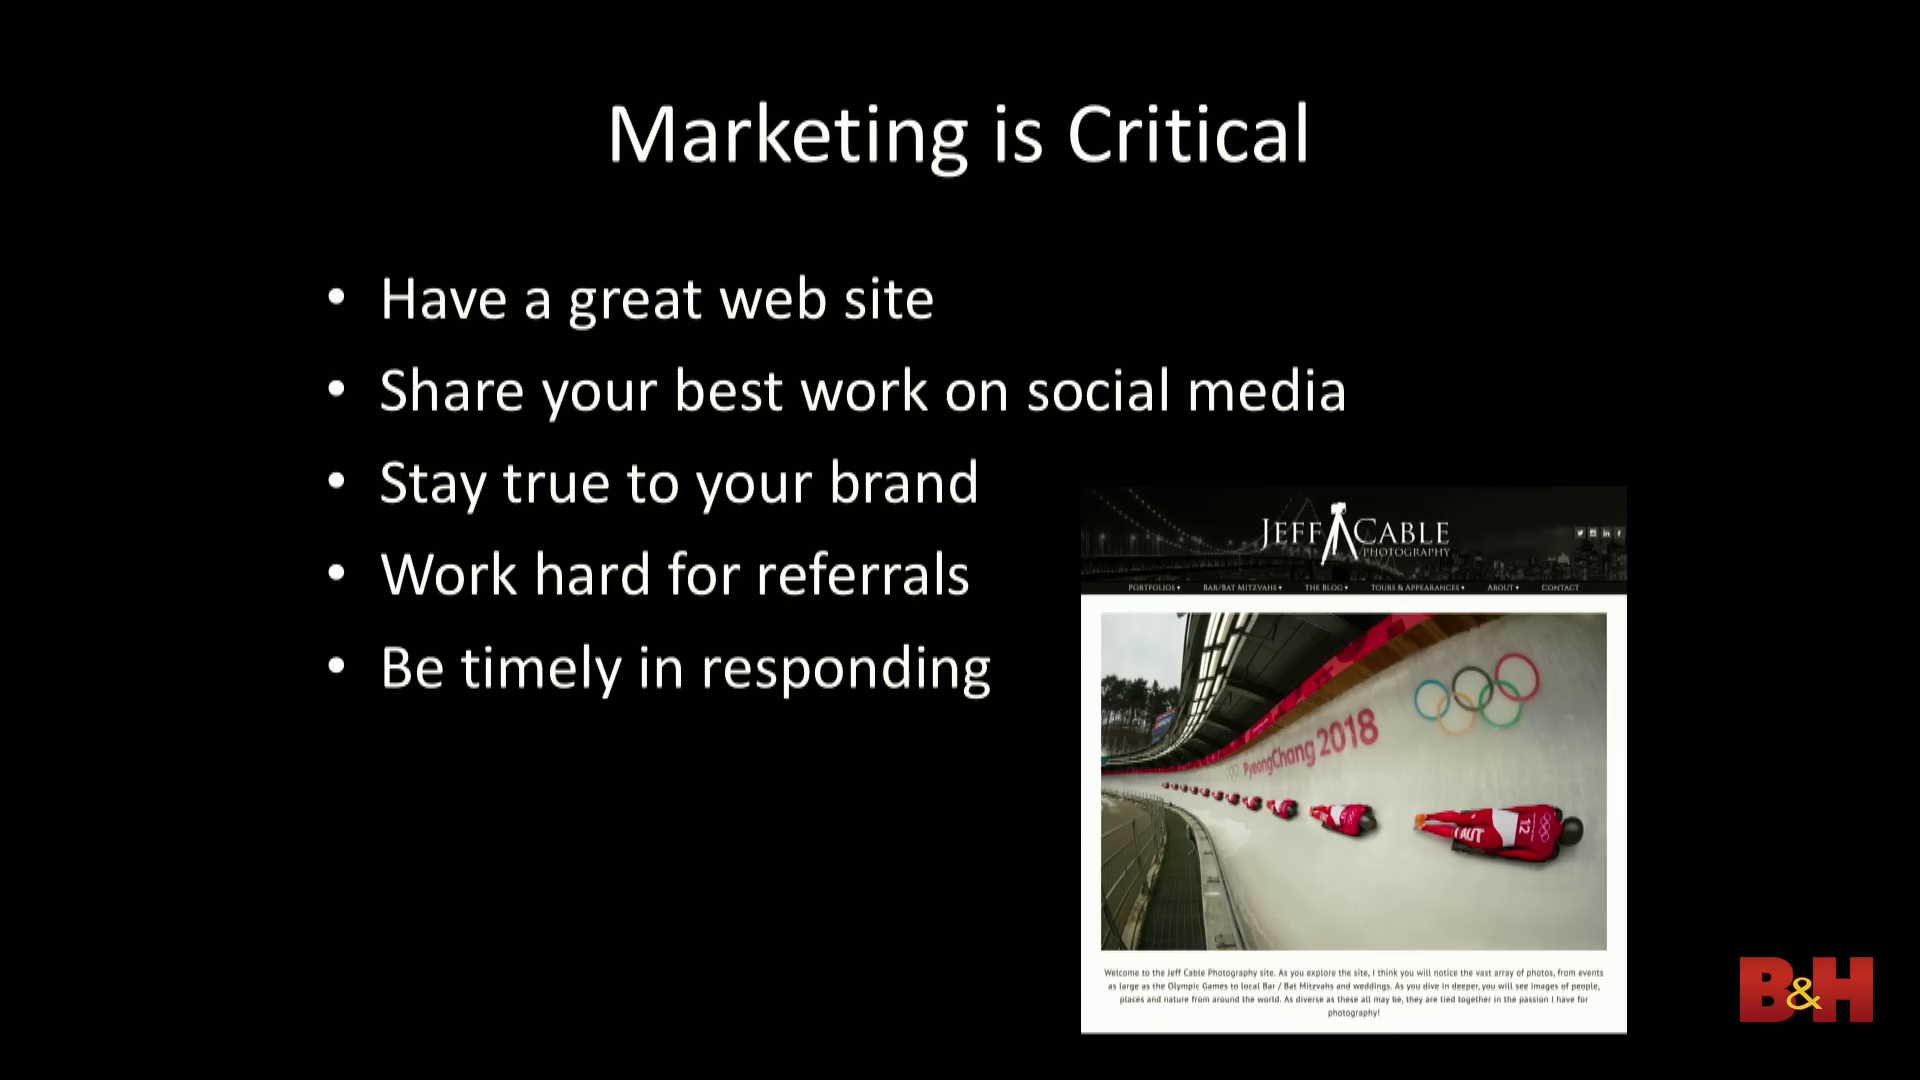 Marketing is Critical
• Have a great web site
• Share your best work on social media
• Stay true to your brand
• Work hard for referrals
• Be timely in responding
JEFF CABLE
PHOTOGRAPHY
PORTFOLIOS ▾ BAR/BAT MITZVAHS ▾ THE BLOG ▾ TOURS & APPEARANCES ▾ ABOUT ▾ CONTACT
PyeongChang 2018
AUT
12
Welcome to the Jeff Cable Photography site. As you explore the site, I think you will notice the vast array of photos, from events
as large as the Olympic Games to local Bar / Bat Mitzvahs and weddings. As you dive in deeper, you will see images of people,
places and nature from around the world. As diverse as these all may be, they are tied together in the passion I have for
photography!
B&H